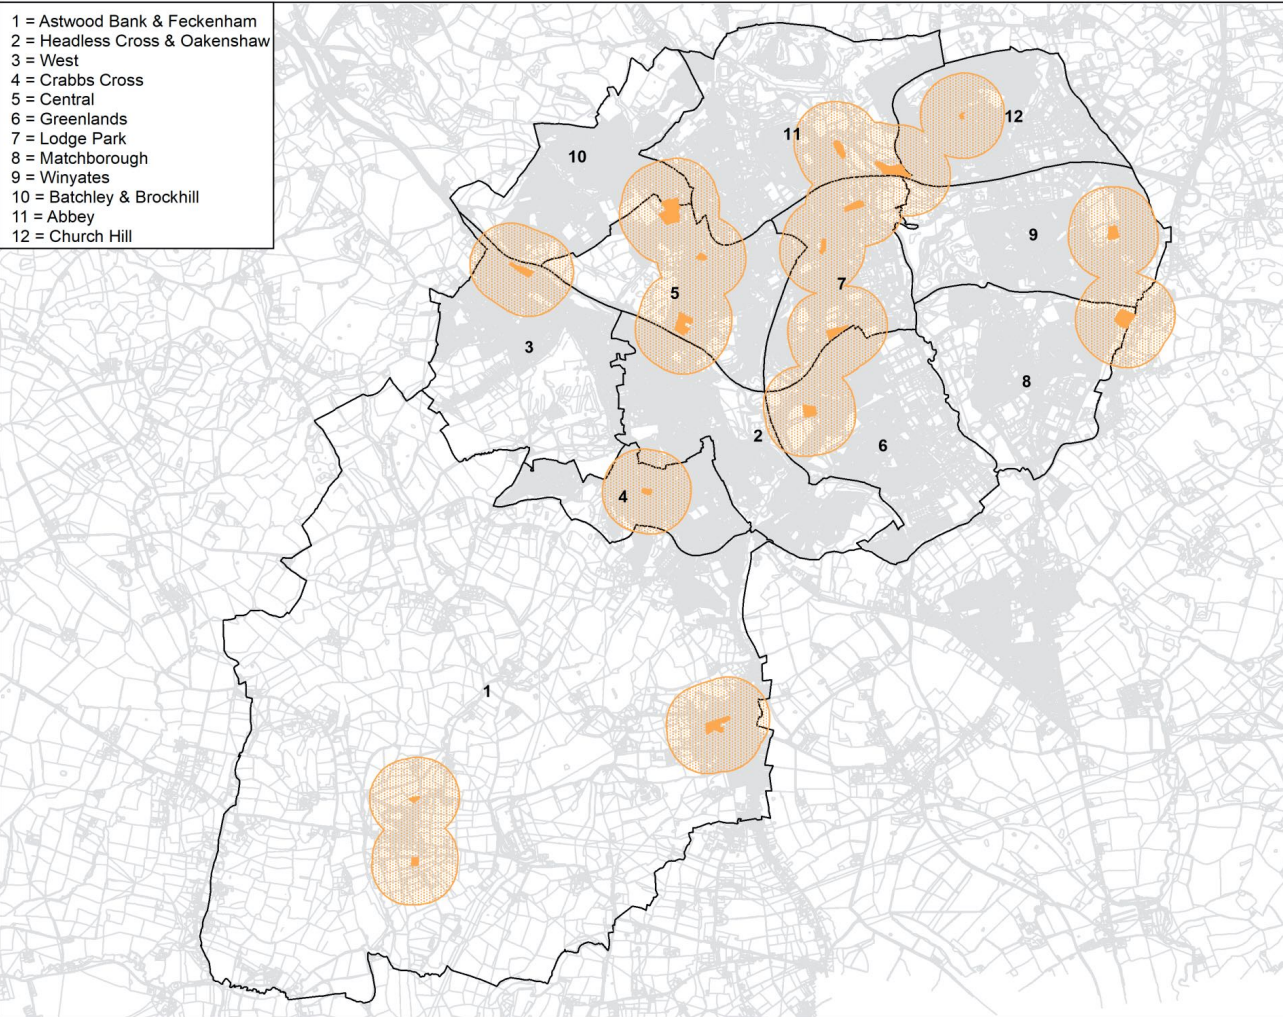 1 = Astwood Bank & Feckenham
2 = Headless Cross & Oakenshaw
3 = West
4 = Crabbs Cross
5 = Central
6 = Greenlands
7 = Lodge Park
8 = Matchborough
9 = Winyates
10 = Batchley & Brockhill
11 = Abbey
12 = Church Hill
12
11
10
9
7
5
3
8
2
6
4
1